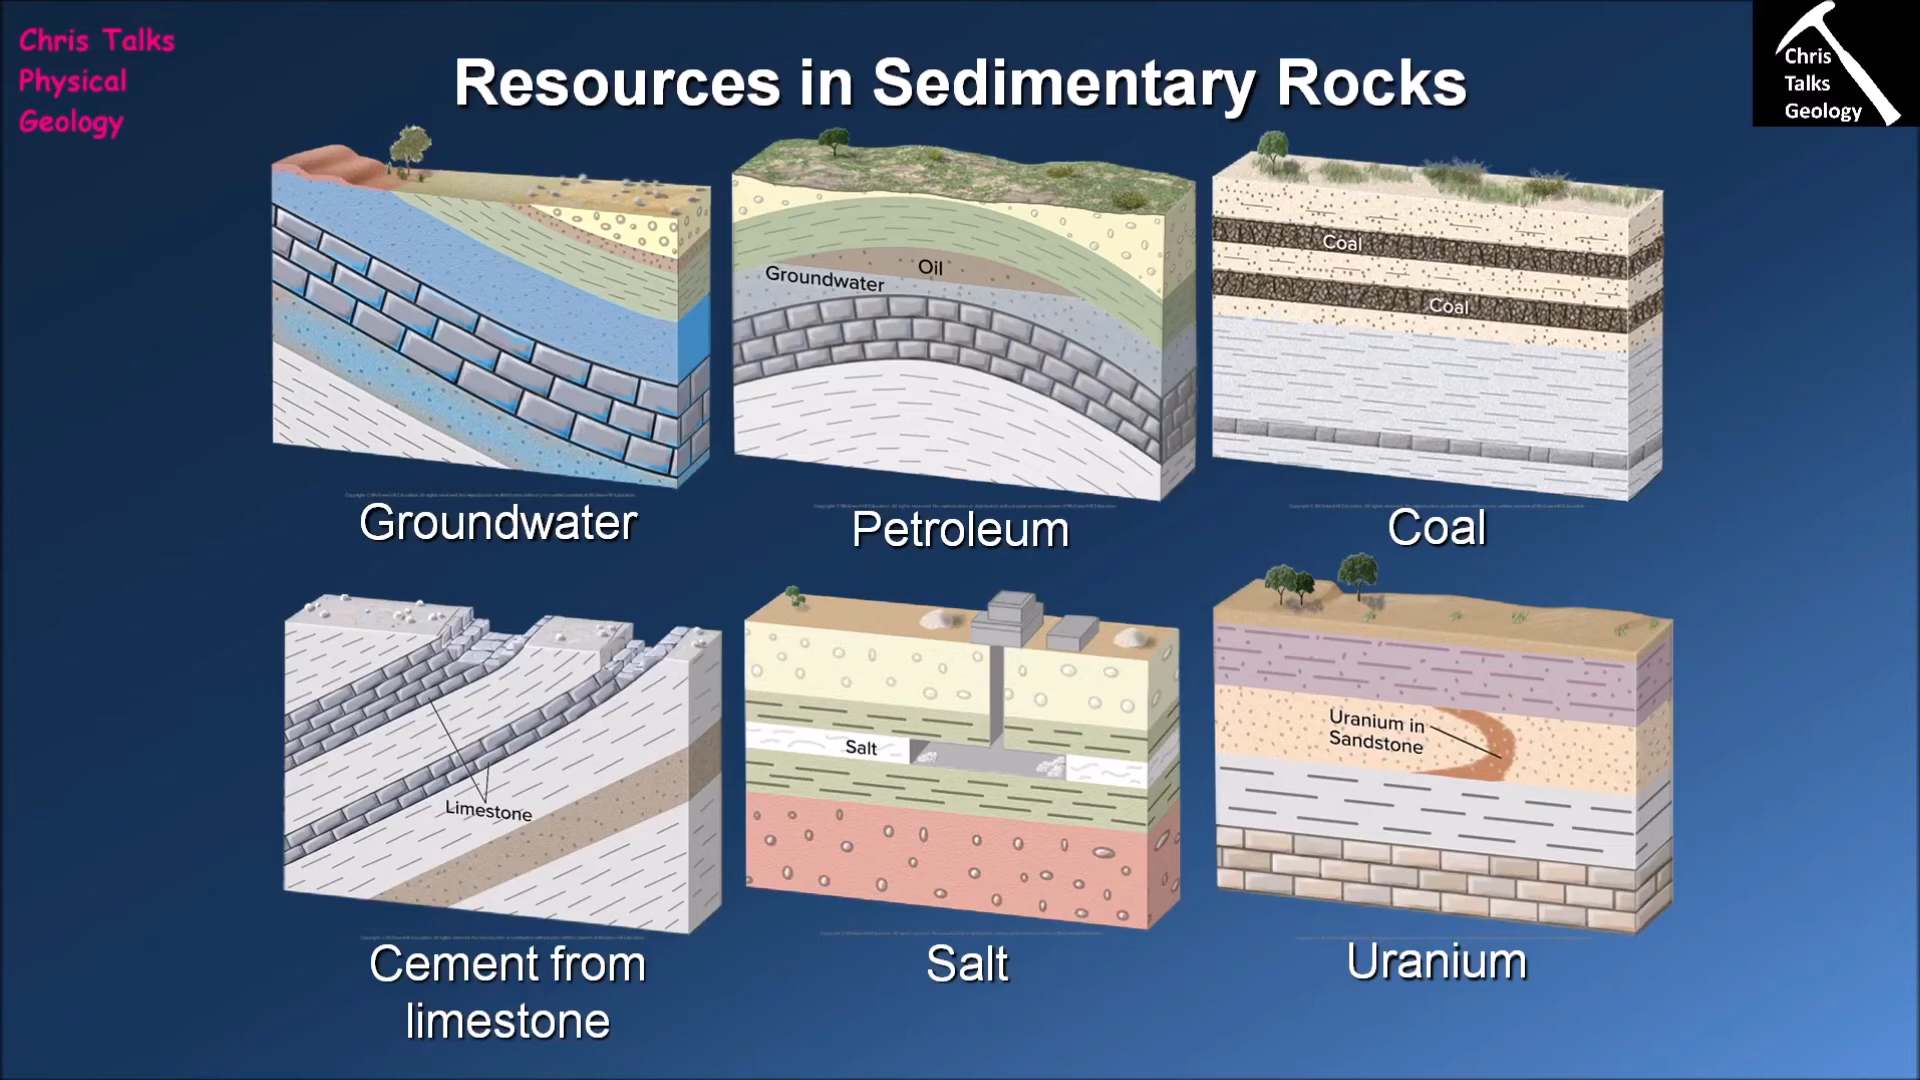 Chris Talks
Physical
Geology
Resources in Sedimentary Rocks
Chris
Talks
Geology
Groundwater
Oil
Coal
Coal
Groundwater
Petroleum
Coal
Limestone
Salt
Uranium in
Sandstone
Cement from
limestone
Salt
Uranium